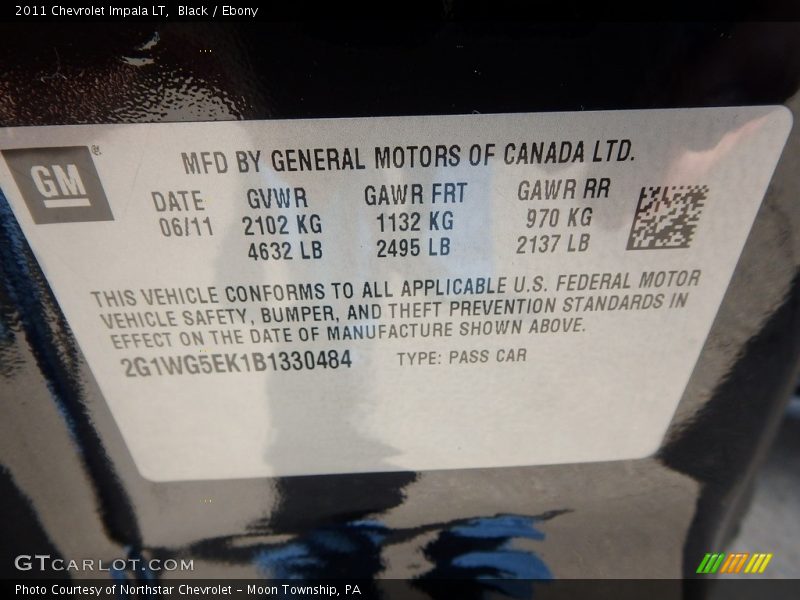 2011 Chevrolet Impala LT, Black / Ebony
GM®
MFD BY GENERAL MOTORS OF CANADA LTD.
DATE GVWR GAWR FRT GAWR RR
06/11 2102 KG 1132 KG 970 KG
4632 LB 2495 LB 2137 LB
THIS VEHICLE CONFORMS TO ALL APPLICABLE U.S. FEDERAL MOTOR
VEHICLE SAFETY, BUMPER, AND THEFT PREVENTION STANDARDS IN
EFFECT ON THE DATE OF MANUFACTURE SHOWN ABOVE.
2G1WG5EK1B1330484 TYPE: PASS CAR
GTCARLOT.COM
Photo Courtesy of Northstar Chevrolet - Moon Township, PA